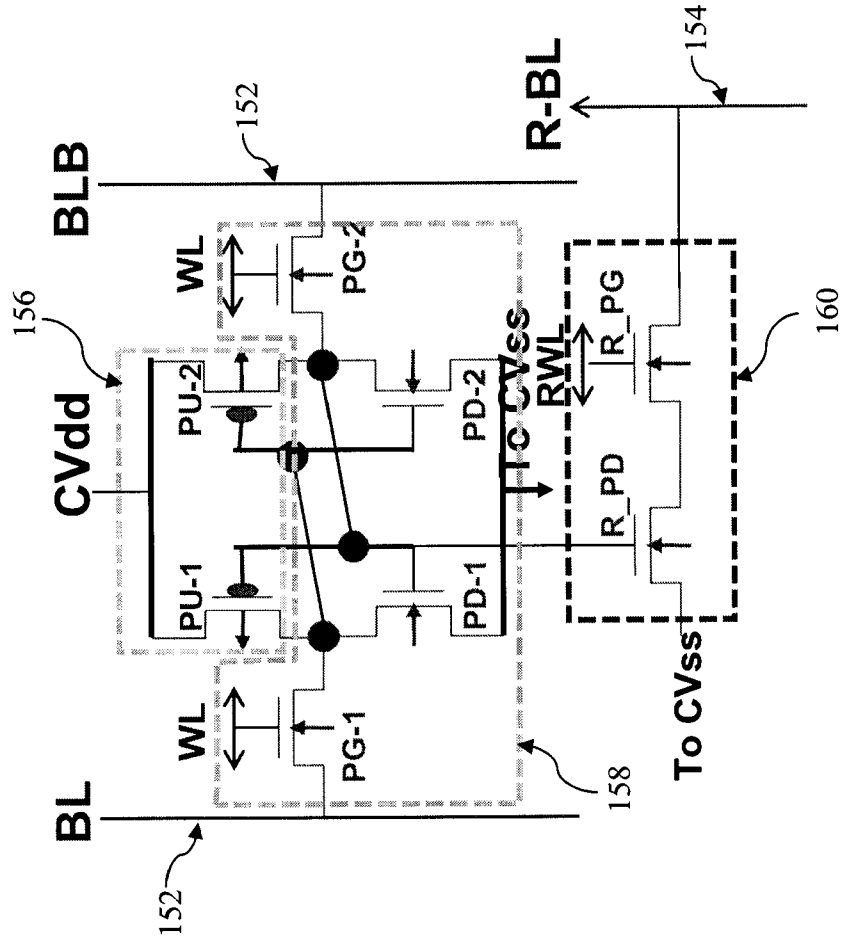 156
CVdd
BL
BLB
152
152
WL
WL
PU-1
PU-2
PG-1
PG-2
PD-1
PD-2
To CVss
R-BL
RWL
158
R_PD
R_PG
154
To CVss
160